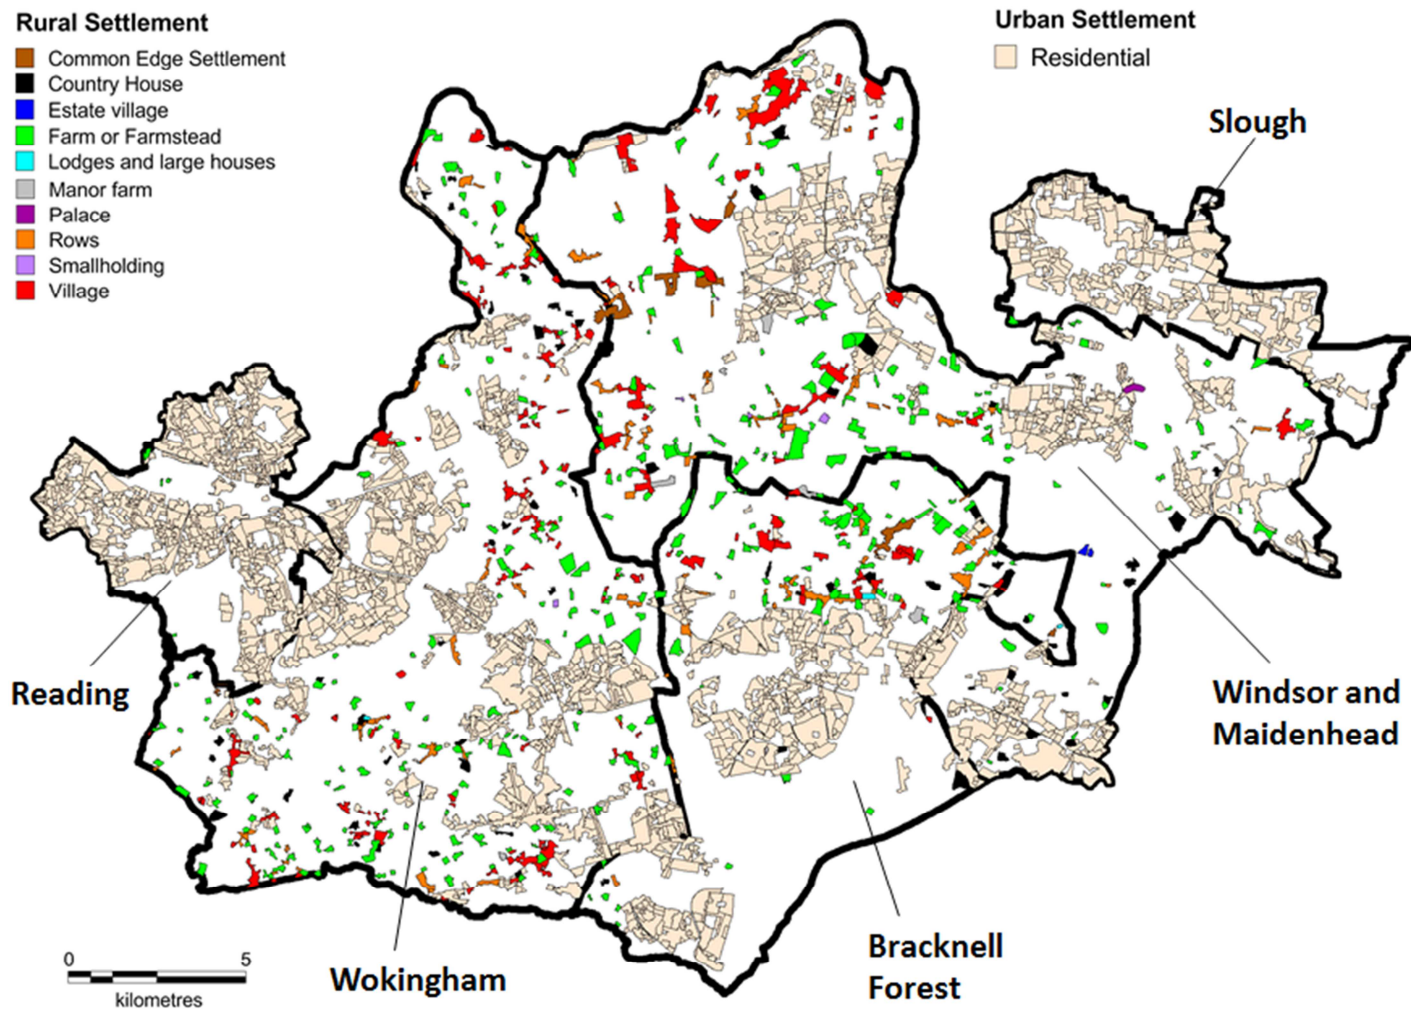 Rural Settlement
Common Edge Settlement
Country House
Estate village
Farm or Farmstead
Lodges and large houses
Manor farm
Palace
Rows
Smallholding
Village
Urban Settlement
Residential
Slough
Reading
Windsor and
Maidenhead
Bracknell
Forest
Wokingham
0 5
kilometres